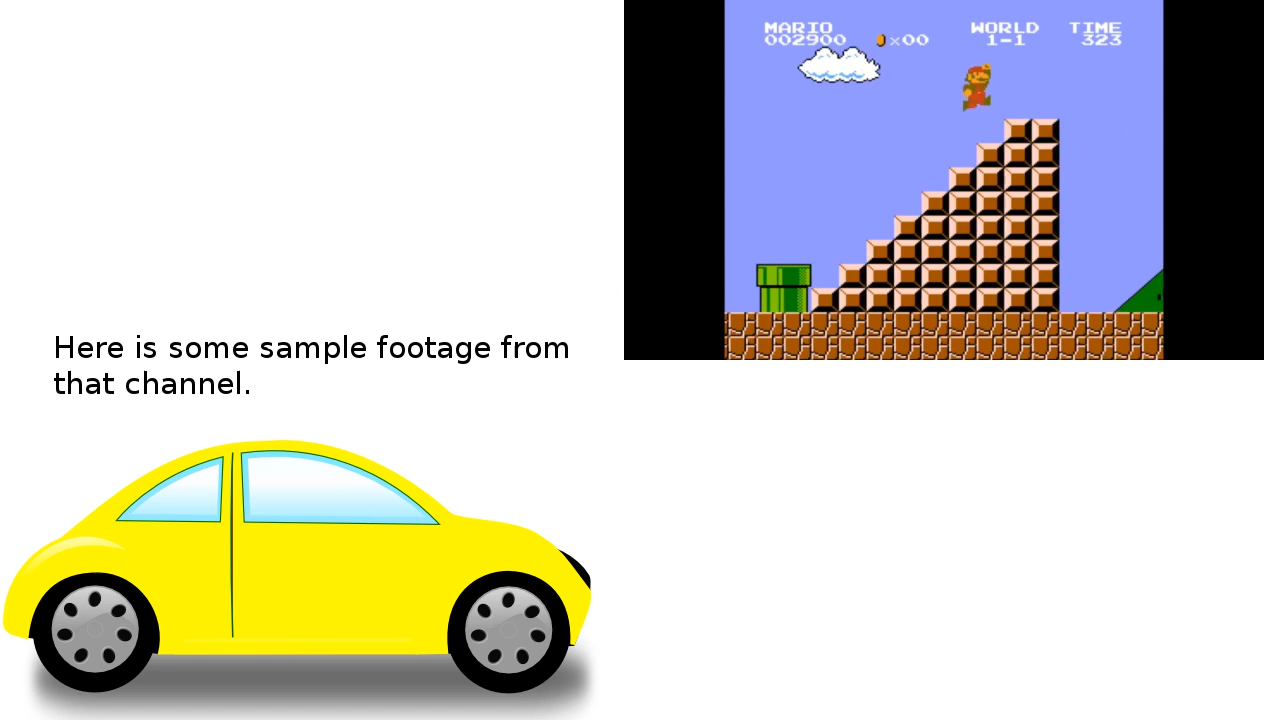 MARIO WORLD TIME
002900 ×00 1-1 323
Here is some sample footage from
that channel.